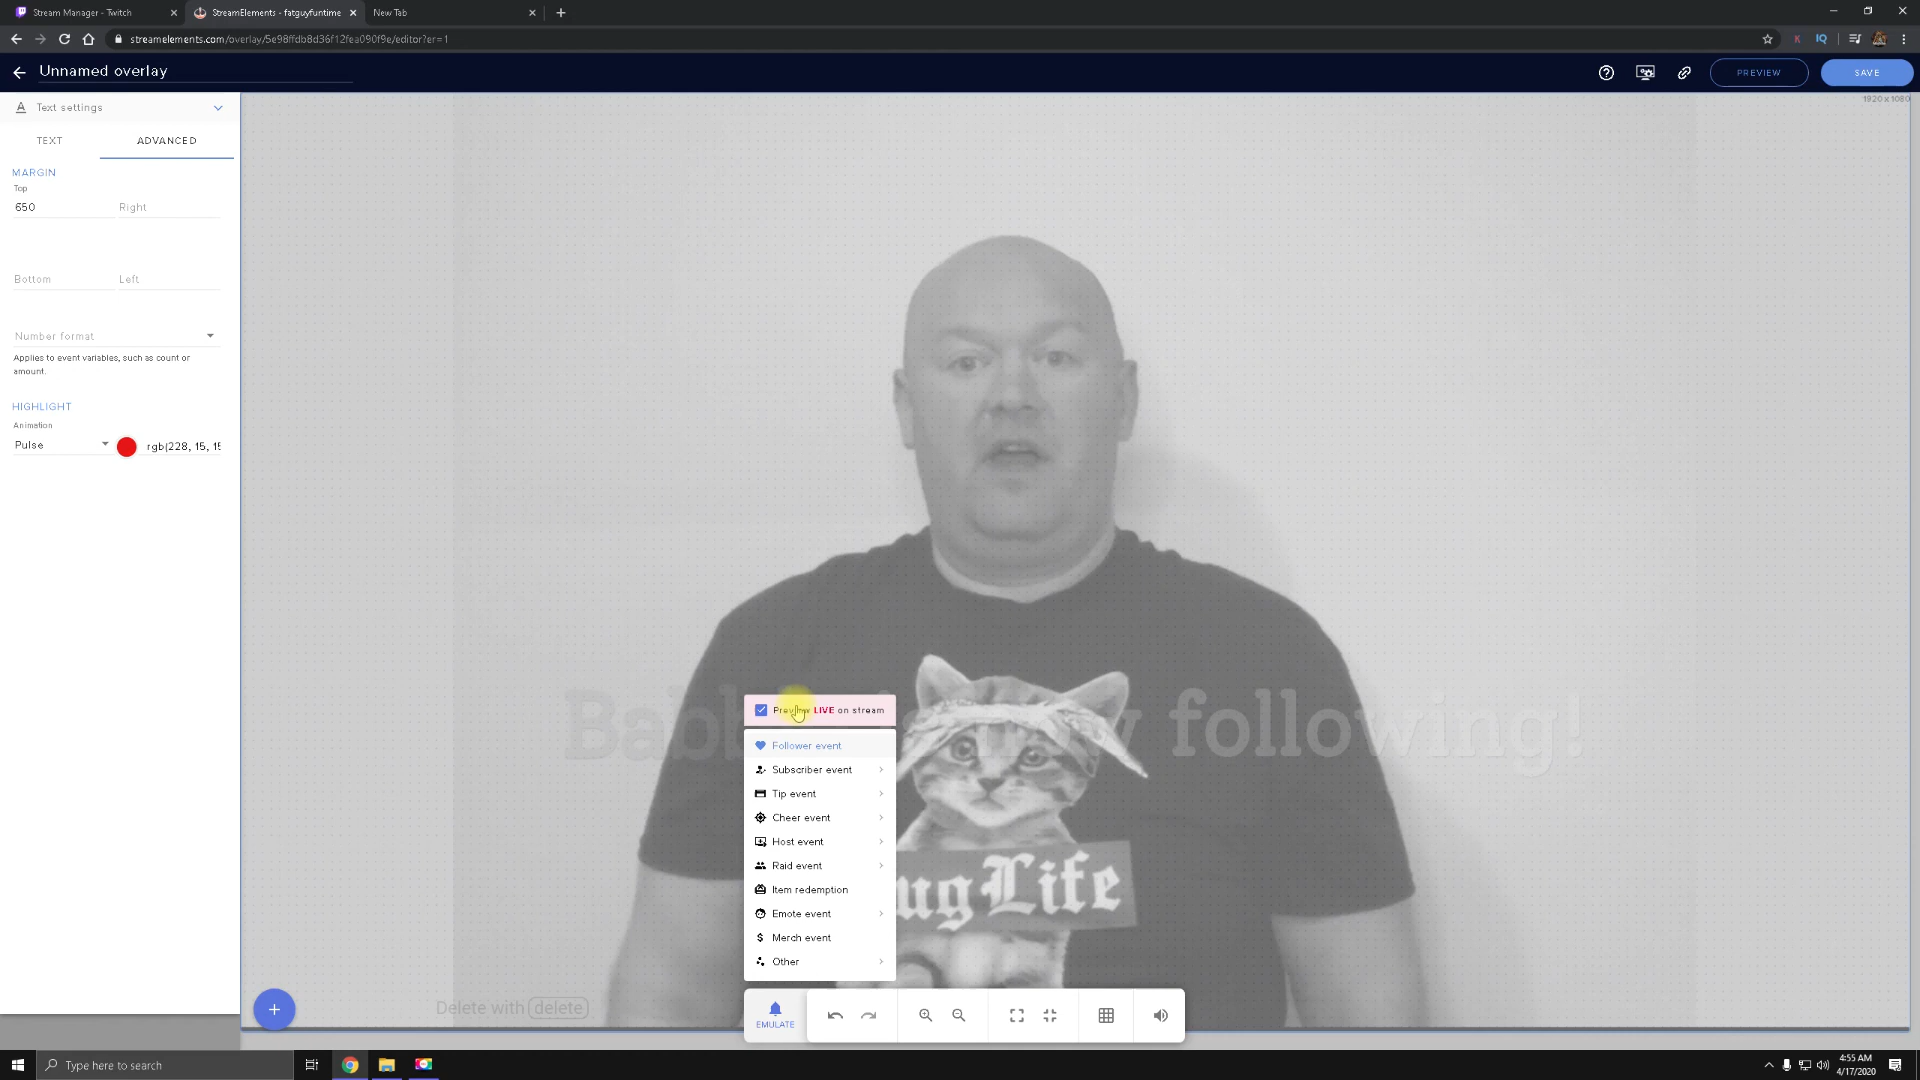 Stream Manager - Twitch
StreamElements - fatguyfuntime
New Tab
streamelements.com/overlay/5e98ffdb8d36f12fea090f9e/editor?er=1
Unnamed overlay
PREVIEW
SAVE
Text settings
1920 x 1080
TEXT
ADVANCED
MARGIN
Top
650
Right
Bottom
Left
Number format
Applies to event variables, such as count or
amount.
HIGHLIGHT
Animation
Pulse
rgb(228, 15, 15
Preview LIVE on stream
following!
Follower event
Subscriber event
Tip event
Cheer event
Host event
Raid event
Item redemption
Emote event
Merch event
Other
ug Life
Delete with delete
EMULATE
Type here to search
4:55 AM
4/17/2020